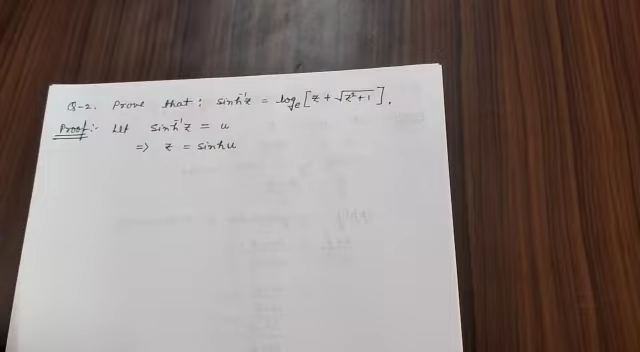 Q-2. Prove that: sinh⁻¹z = logₑ [z + √z²+1].
Proof:- Let sinh⁻¹z = u
=> z = sinhu